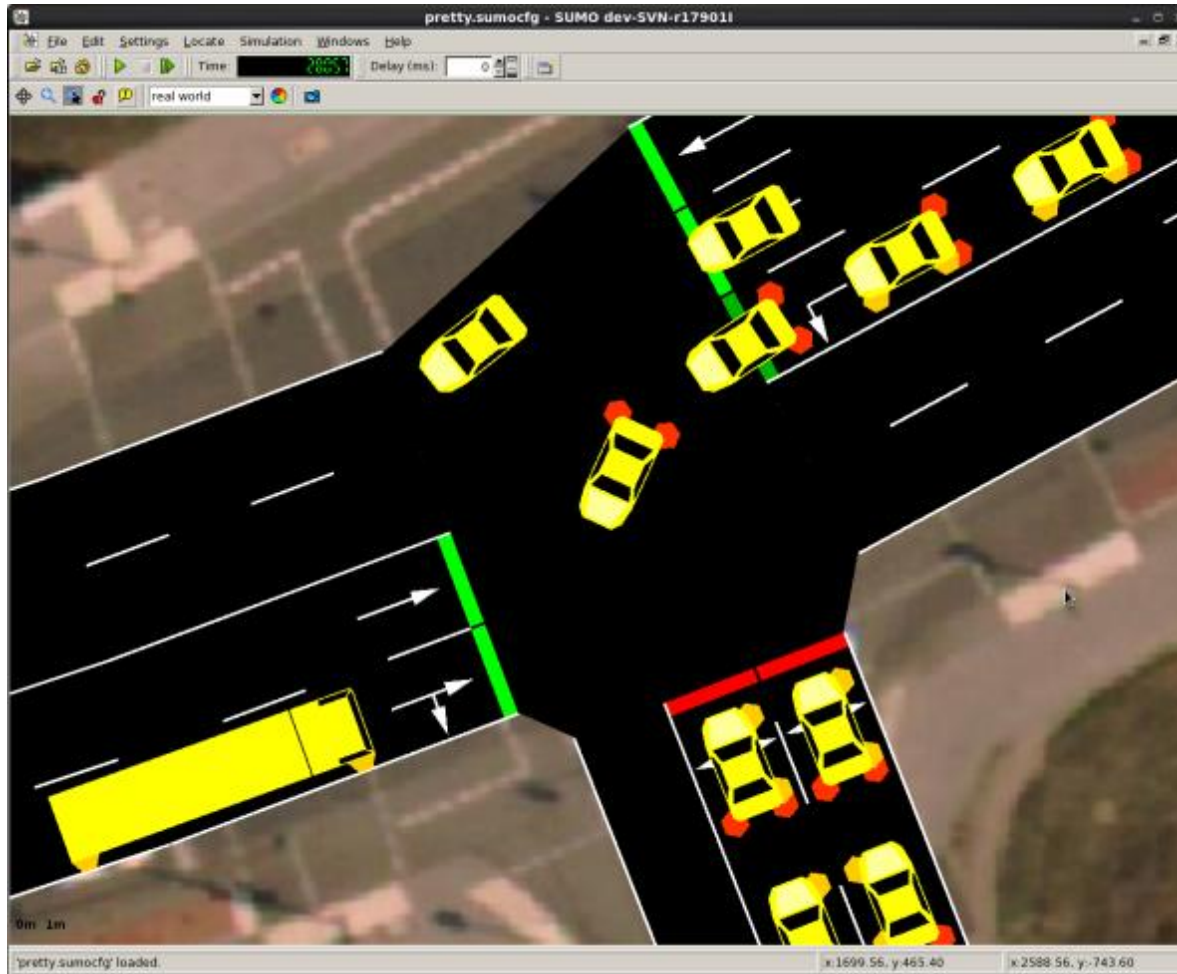 pretty.sumocfg - SUMO dev-SVN-r17901I
File Edit Settings Locate Simulation Windows Help
Time: 28057 Delay (ms): 0
real world
0m 1m
'pretty.sumocfg' loaded.
x:1699.56, y:465.40
x:2588.56, y:-743.60